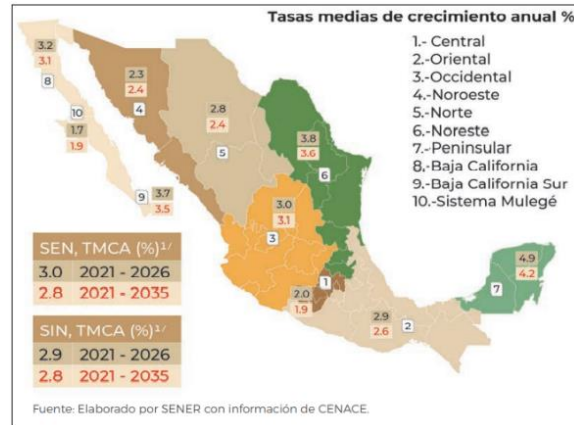 Tasas medias de crecimiento anual %
1.- Central
2.-Oriental
3.-Occidental
4.-Noroeste
5.-Norte
6.-Noreste
7.-Peninsular
8,-Baja California
9.-Baja California Sur
10.-Sistema Mulegé
3.2
3.1
8
10
1.7
1.9
9
3.7
3.5
2.3
2.4
4
2.8
2.4
5
3.8
3.6
6
3.0
3.1
3
1
2.0
1.9
2.9
2.6
2
4.9
4.2
7
SEN, TMCA (%)1/
3.0 2021 - 2026
2.8 2021 - 2035
SIN, TMCA (%)1/
2.9 2021 - 2026
2.8 2021 - 2035
Fuente: Elaborado por SENER con información de CENACE.